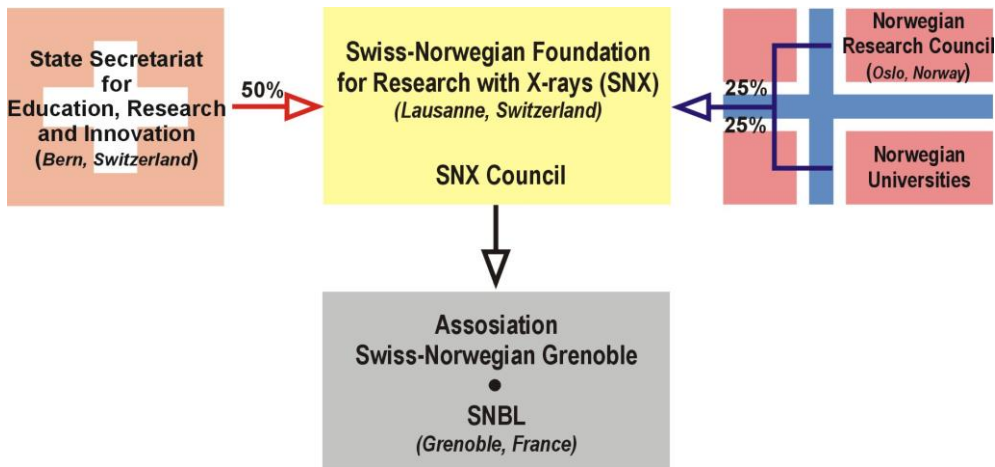 State Secretariat
for
Education, Research
and Innovation
(Bern, Switzerland)
50%
Swiss-Norwegian Foundation
for Research with X-rays (SNX)
(Lausanne, Switzerland)
SNX Council
25%
25%
Norwegian
Research Council
(Oslo, Norway)
Norwegian
Universities
Assosiation
Swiss-Norwegian Grenoble
•
SNBL
(Grenoble, France)